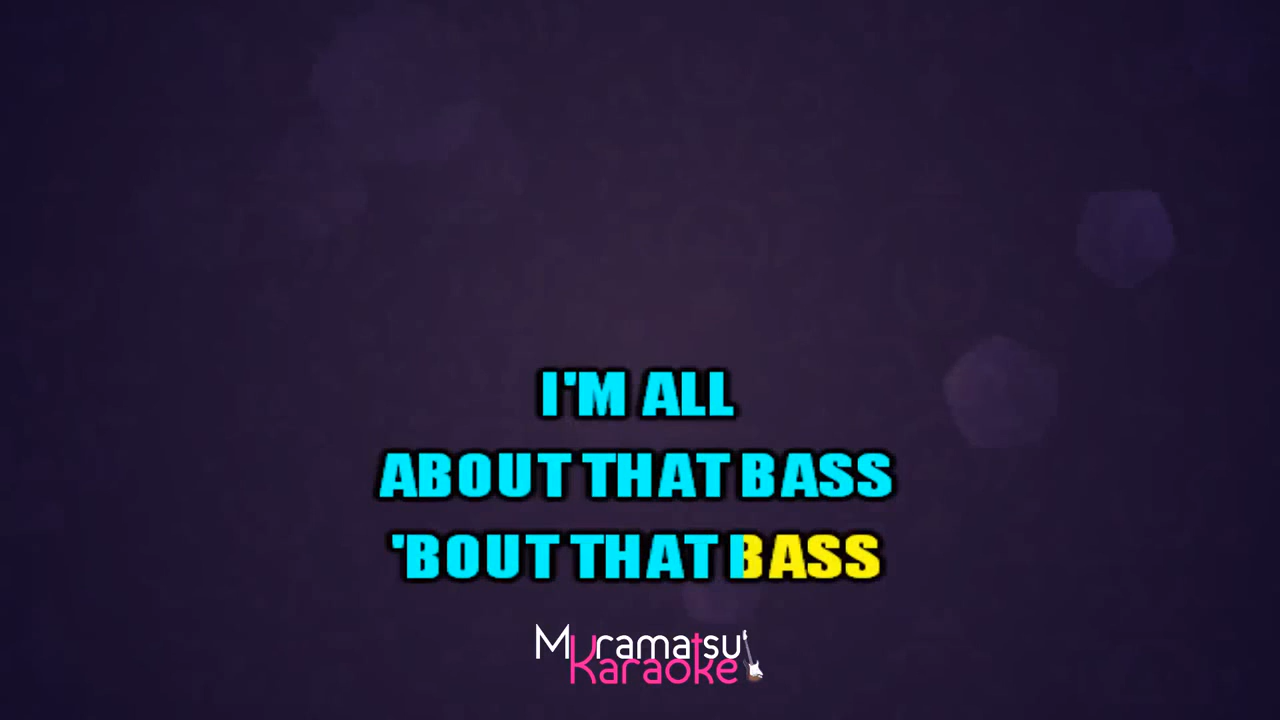 I'M ALL
ABOUT THAT BASS
'BOUT THAT BASS
Muramatsu
Karaoke